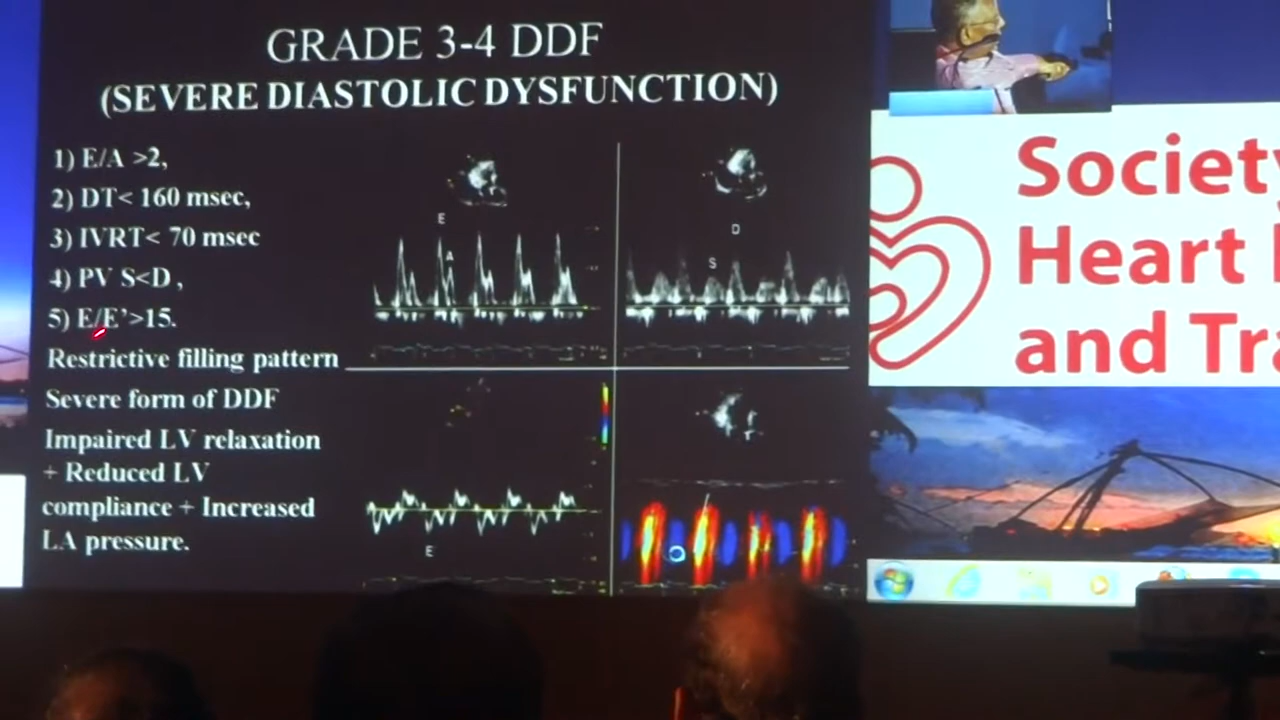 GRADE 3-4 DDF
(SEVERE DIASTOLIC DYSFUNCTION)
1) E/A >2,
2) DT< 160 msec,
3) IVRT< 70 msec
4) PV S<D ,
5) E/E'>15.
Restrictive filling pattern
Severe form of DDF
Impaired LV relaxation
+ Reduced LV
compliance + Increased
LA pressure.
E
A
D
S
E
Society
Heart
and